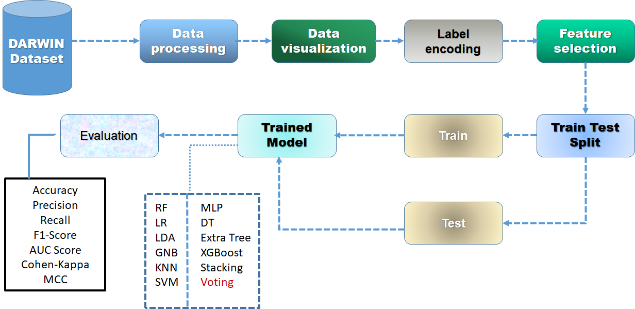 DARWIN
Dataset
Data
processing
Data
visualization
Label
encoding
Feature
selection
Evaluation
Trained
Model
Train
Train Test
Split
Test
Accuracy
Precision
Recall
F1-Score
AUC Score
Cohen-Kappa
MCC
RF
LR
LDA
GNB
KNN
SVM
MLP
DT
Extra Tree
XGBoost
Stacking
Voting